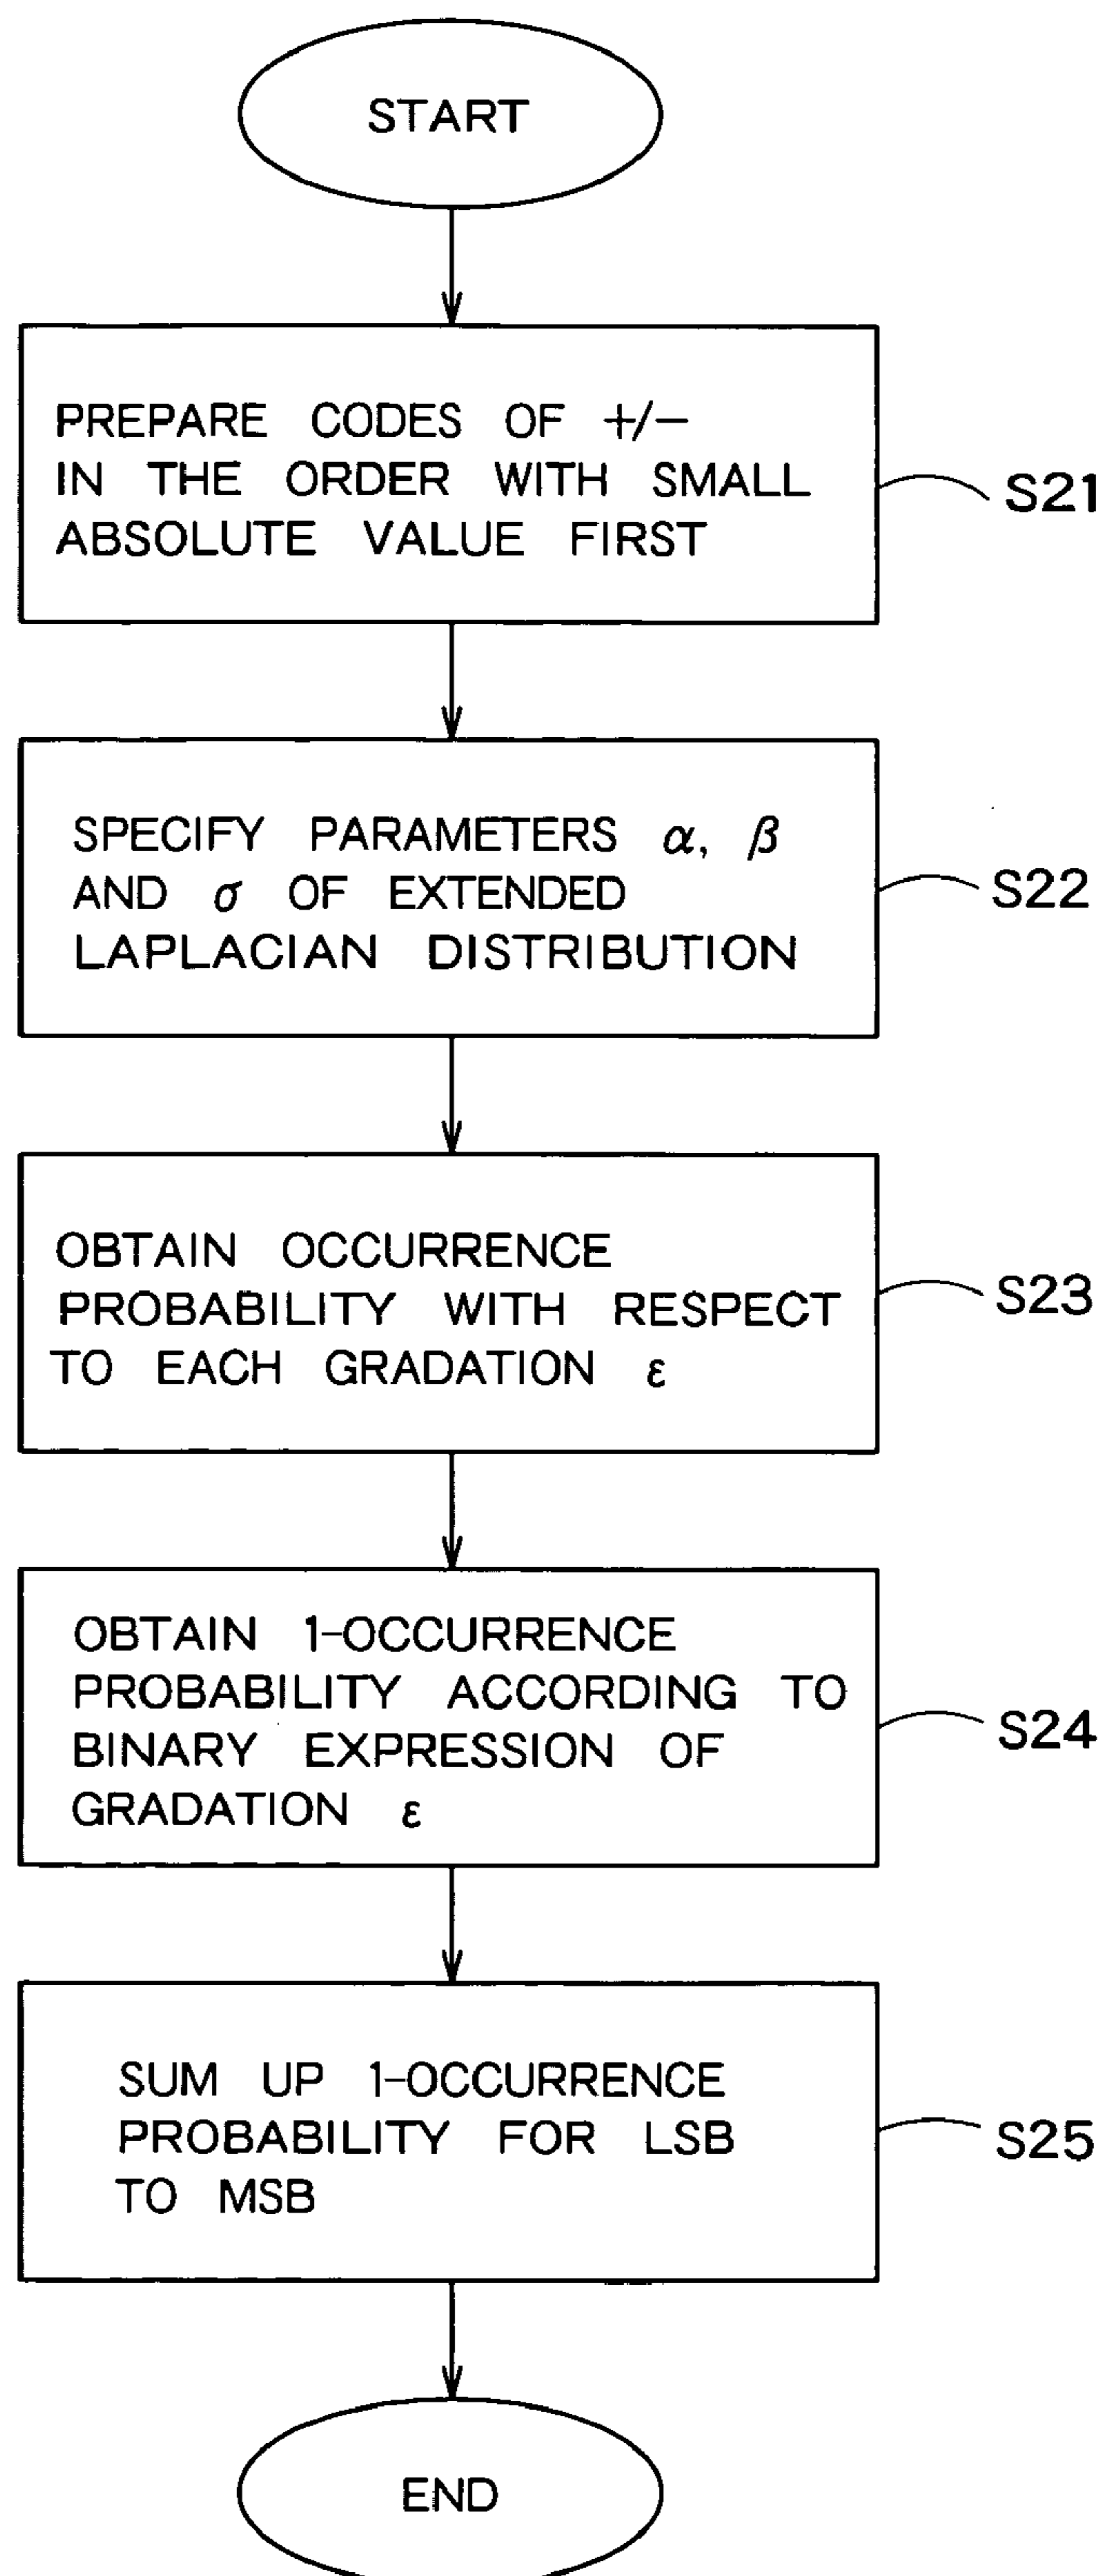 START
PREPARE CODES OF +/−
IN THE ORDER WITH SMALL
ABSOLUTE VALUE FIRST
S21
SPECIFY PARAMETERS α, β
AND σ OF EXTENDED
LAPLACIAN DISTRIBUTION
S22
OBTAIN OCCURRENCE
PROBABILITY WITH RESPECT
TO EACH GRADATION ε
S23
OBTAIN 1-OCCURRENCE
PROBABILITY ACCORDING TO
BINARY EXPRESSION OF
GRADATION ε
S24
SUM UP 1-OCCURRENCE
PROBABILITY FOR LSB
TO MSB
S25
END